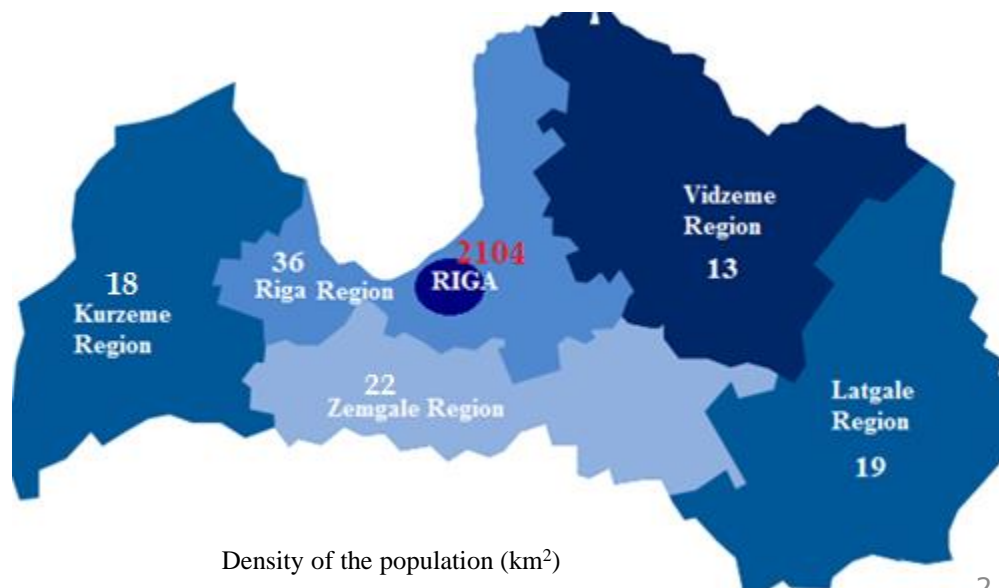 Vidzeme
Region
13
2104
RIGA
36
Riga Region
18
Kurzeme
Region
22
Zemgale Region
Latgale
Region
19
Density of the population (km²)
2